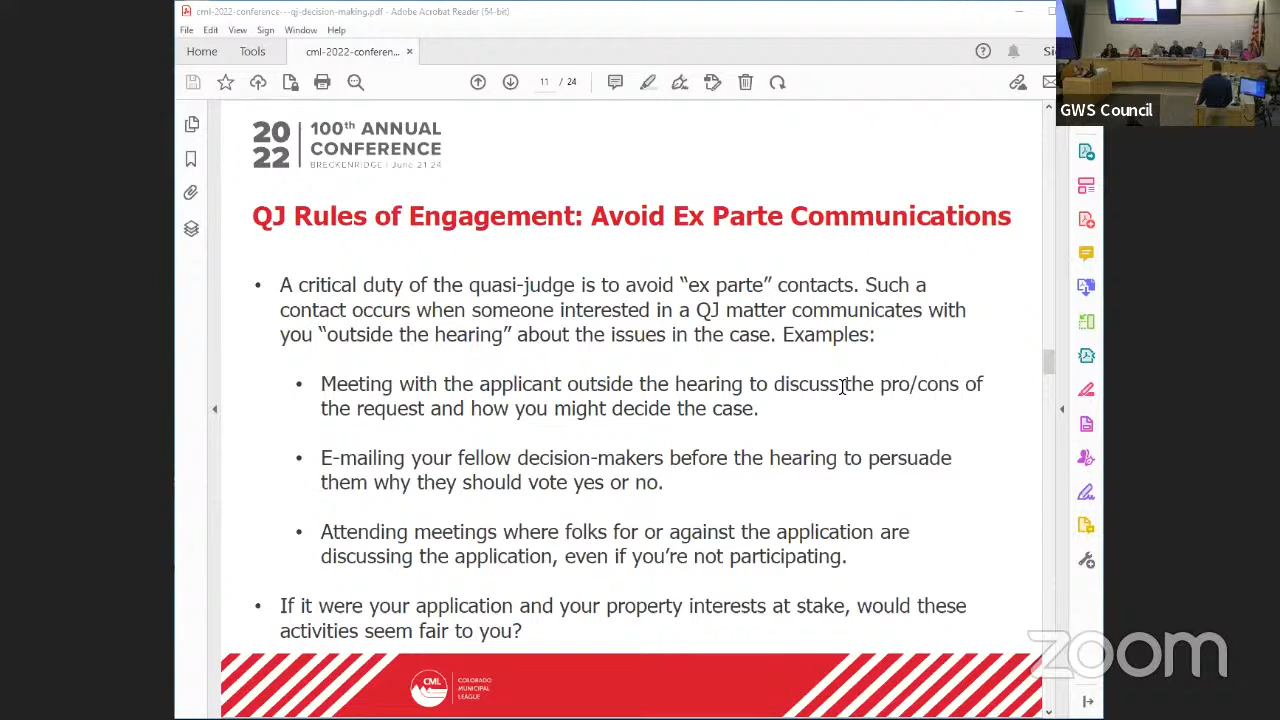 cml-2022-conference---qj-decision-making.pdf - Adobe Acrobat Reader (64-bit)
File Edit View Sign Window Help
Home Tools cml-2022-conferen... ×
11 / 24
GWS Council
20 22 100th ANNUAL
CONFERENCE
BRECKENRIDGE | June 21-24
QJ Rules of Engagement: Avoid Ex Parte Communications
• A critical duty of the quasi-judge is to avoid “ex parte” contacts. Such a
contact occurs when someone interested in a QJ matter communicates with
you “outside the hearing” about the issues in the case. Examples:
• Meeting with the applicant outside the hearing to discuss the pro/cons of
the request and how you might decide the case.
• E-mailing your fellow decision-makers before the hearing to persuade
them why they should vote yes or no.
• Attending meetings where folks for or against the application are
discussing the application, even if you’re not participating.
• If it were your application and your property interests at stake, would these
activities seem fair to you?
CML COLORADO
MUNICIPAL
LEAGUE
zoom